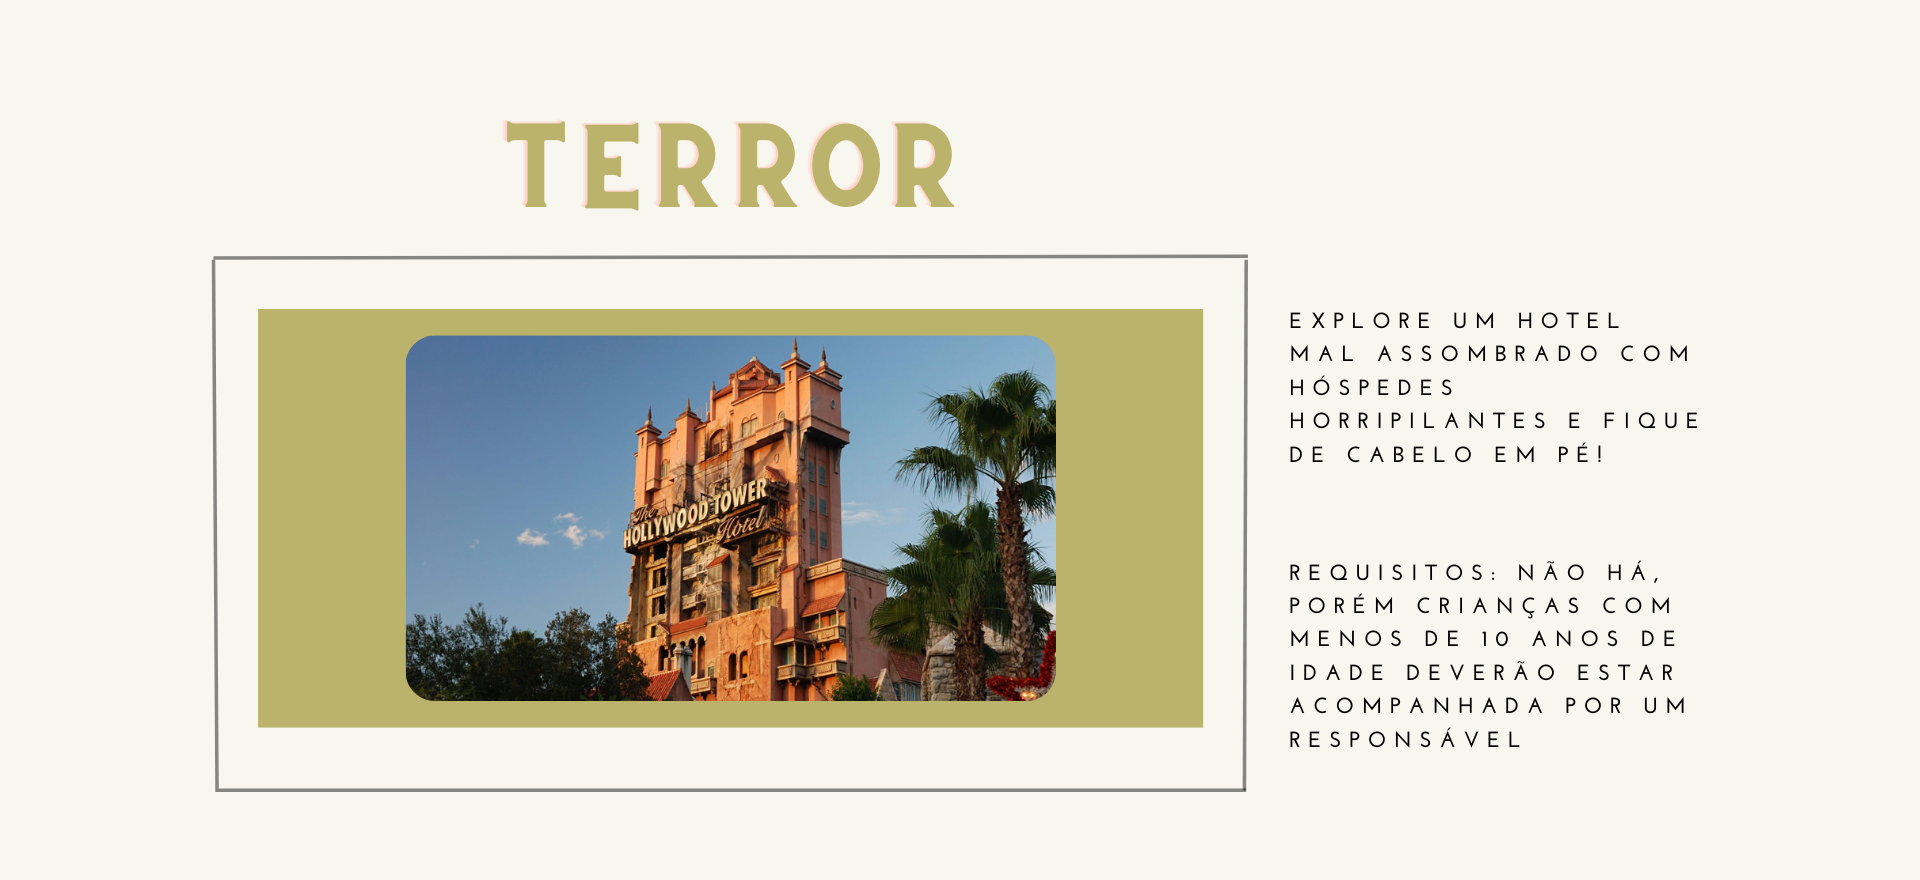 TERROR
The
HOLLYWOOD TOWER
Hotel
EXPLORE UM HOTEL
MAL ASSOMBRADO COM
HÓSPEDES
HORRIPILANTES E FIQUE
DE CABELO EM PÉ!
REQUISITOS: NÃO HÁ,
PORÉM CRIANÇAS COM
MENOS DE 10 ANOS DE
IDADE DEVERÃO ESTAR
ACOMPANHADA POR UM
RESPONSÁVEL